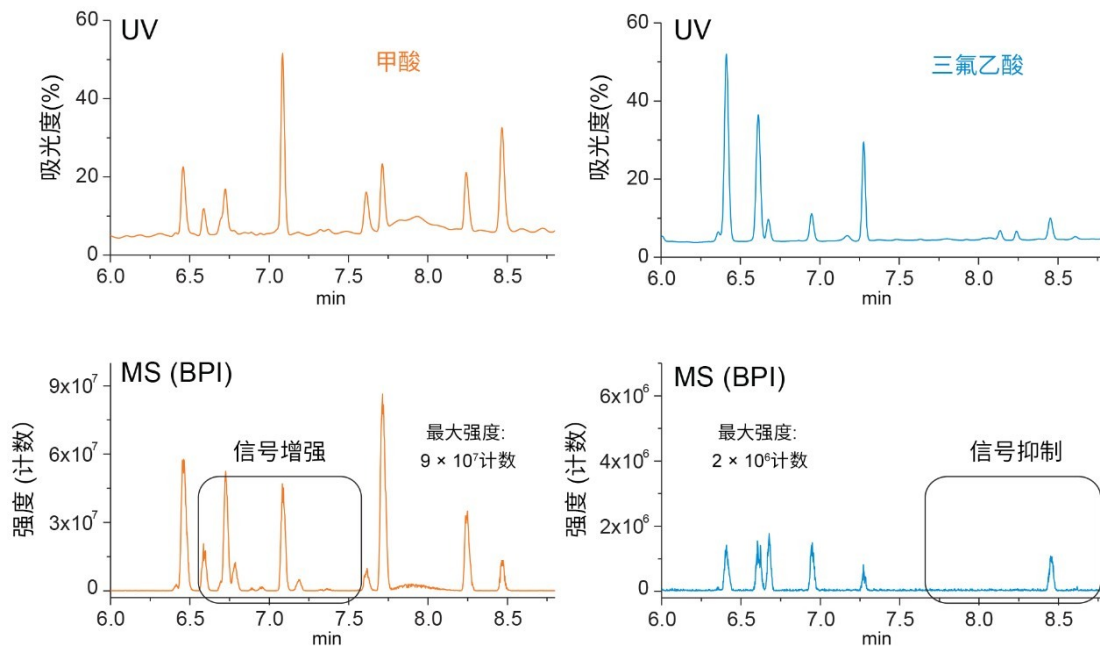 UV
甲酸
吸光度(%)
60
40
20
0
6.0 6.5 7.0 7.5 8.0 8.5
min
UV
三氟乙酸
吸光度(%)
60
40
20
0
6.0 6.5 7.0 7.5 8.0 8.5
min
MS (BPI)
强度 (计数)
9x10⁷
6x10⁷
3x10⁷
0
信号增强
最大强度:
9 × 10⁷计数
6.0 6.5 7.0 7.5 8.0 8.5
min
MS (BPI)
强度 (计数)
6x10⁶
4x10⁶
2x10⁶
0
最大强度:
2 × 10⁶计数
信号抑制
6.0 6.5 7.0 7.5 8.0 8.5
min